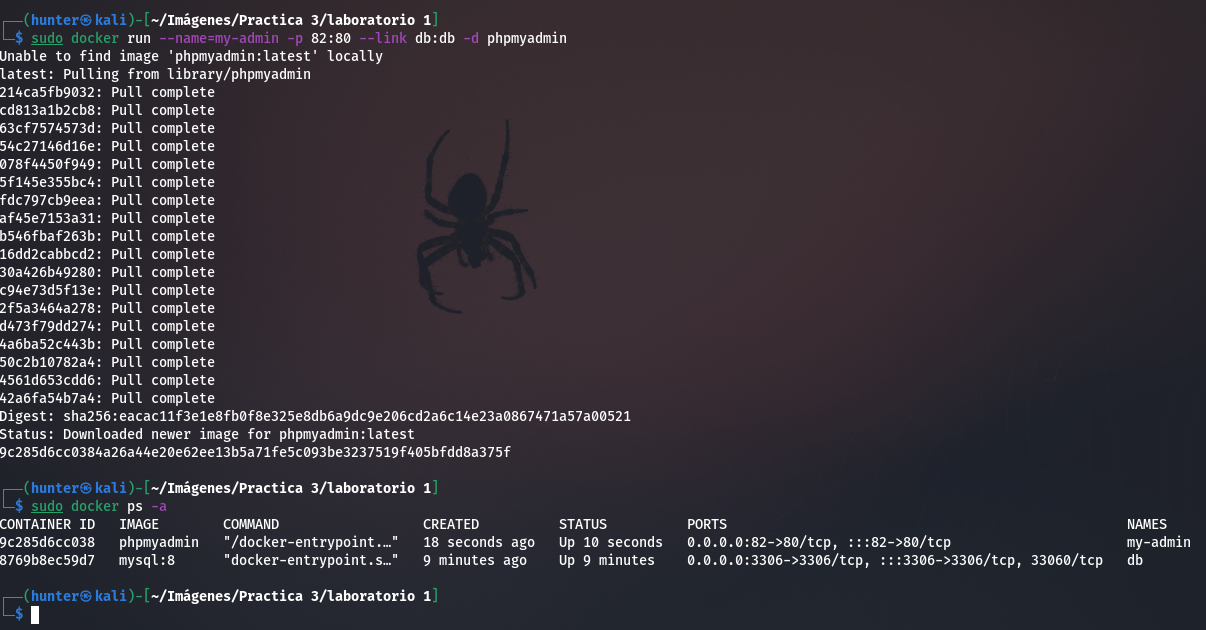 ┌──(hunter㉿kali)-[~/Imágenes/Practica 3/laboratorio 1]
└─$ sudo docker run --name=my-admin -p 82:80 --link db:db -d phpmyadmin
Unable to find image 'phpmyadmin:latest' locally
latest: Pulling from library/phpmyadmin
214ca5fb9032: Pull complete
cd813a1b2cb8: Pull complete
63cf7574573d: Pull complete
54c27146d16e: Pull complete
078f4450f949: Pull complete
5f145e355bc4: Pull complete
fdc797cb9eea: Pull complete
af45e7153a31: Pull complete
b546fbaf263b: Pull complete
16dd2cabbcd2: Pull complete
30a426b49280: Pull complete
c94e73d5f13e: Pull complete
2f5a3464a278: Pull complete
d473f79dd274: Pull complete
4a6ba52c443b: Pull complete
50c2b10782a4: Pull complete
4561d653cdd6: Pull complete
42a6fa54b7a4: Pull complete
Digest: sha256:eacac11f3e1e8fb0f8e325e8db6a9dc9e206cd2a6c14e23a0867471a57a00521
Status: Downloaded newer image for phpmyadmin:latest
9c285d6cc0384a26a44e20e62ee13b5a71fe5c093be3237519f405bfdd8a375f
┌──(hunter㉿kali)-[~/Imágenes/Practica 3/laboratorio 1]
└─$ sudo docker ps -a
CONTAINER ID   IMAGE        COMMAND                  CREATED          STATUS          PORTS                                                  NAMES
9c285d6cc038   phpmyadmin   "/docker-entrypoint.…"   18 seconds ago   Up 10 seconds   0.0.0.0:82->80/tcp, :::82->80/tcp                      my-admin
8769b8ec59d7   mysql:8      "docker-entrypoint.s…"   9 minutes ago    Up 9 minutes    0.0.0.0:3306->3306/tcp, :::3306->3306/tcp, 33060/tcp   db
┌──(hunter㉿kali)-[~/Imágenes/Practica 3/laboratorio 1]
└─$